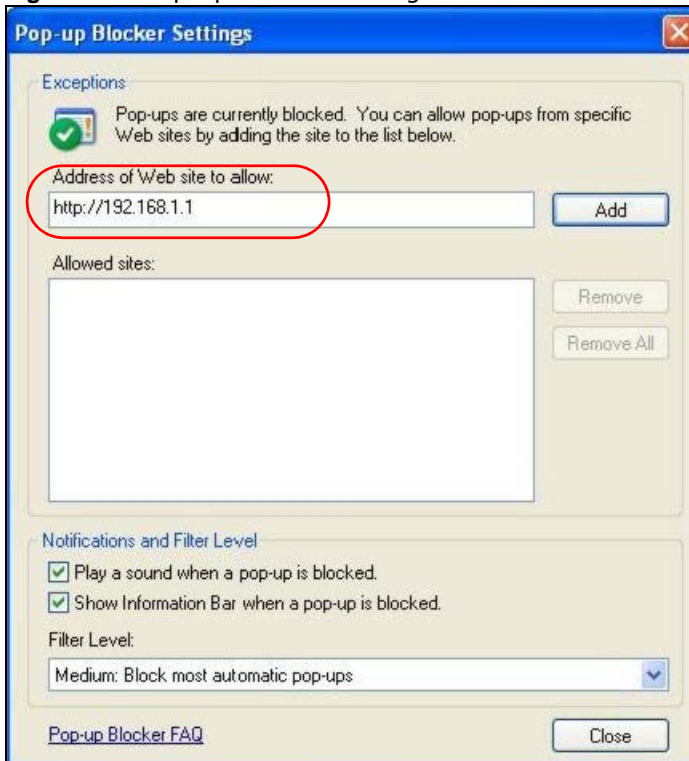 Pop-up Blocker Settings
Exceptions
Pop-ups are currently blocked. You can allow pop-ups from specific
Web sites by adding the site to the list below.
Address of Web site to allow:
http://192.168.1.1
Add
Allowed sites:
Remove
Remove All
Notifications and Filter Level
Play a sound when a pop-up is blocked.
Show Information Bar when a pop-up is blocked.
Filter Level:
Medium: Block most automatic pop-ups
Pop-up Blocker FAQ
Close